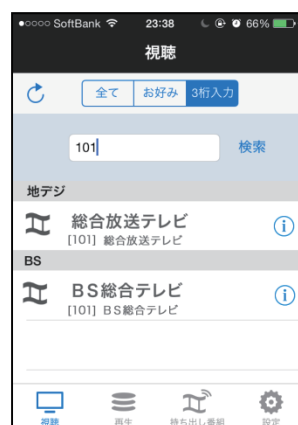 SoftBank 23:38 66%
視聴
全て お好み 3桁入力
101 検索
地デジ
総合放送テレビ
[101] 総合放送テレビ
BS
BS総合テレビ
[101] BS総合テレビ
視聴 再生 持ち出し番組 設定